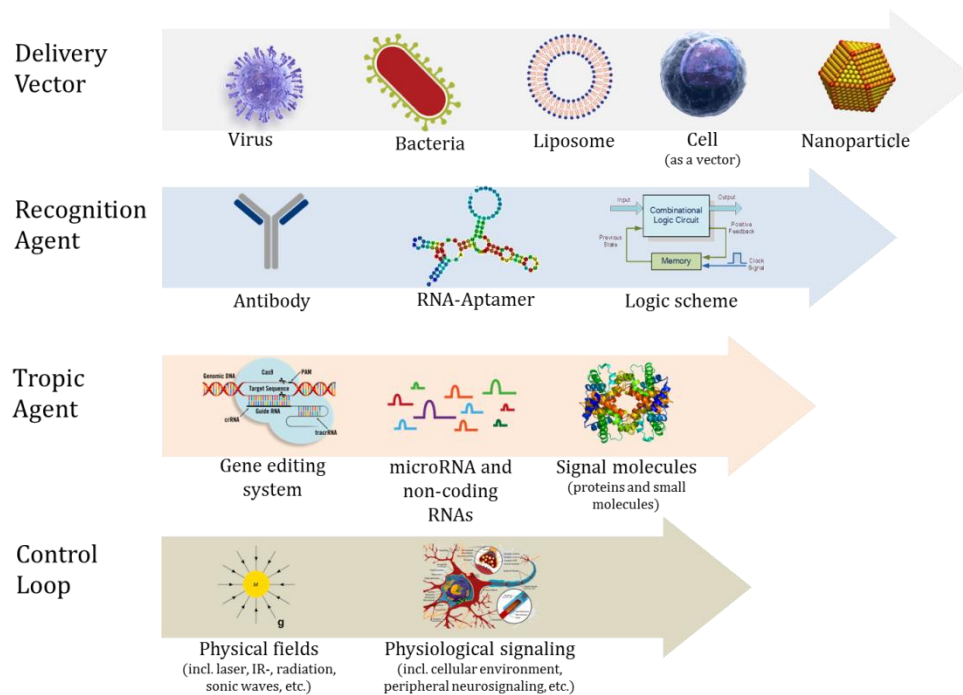 Delivery
Vector
Virus
Bacteria
Liposome
Cell
(as a vector)
Nanoparticle
Recognition
Agent
Input
Combinational
Logic Circuit
Output
Previous
State
Positive
Feedback
Memory
Clock
Signal
Antibody
RNA-Aptamer
Logic scheme
Tropic
Agent
Genomic DNA
Cas9
PAM
Target Sequence
Guide RNA
crRNA
tracrRNA
Gene editing
system
microRNA and
non-coding
RNAs
Signal molecules
(proteins and small
molecules)
Control
Loop
M
g
Physical fields
(incl. laser, IR-, radiation,
sonic waves, etc.)
Physiological signaling
(incl. cellular environment,
peripheral neurosignaling, etc.)